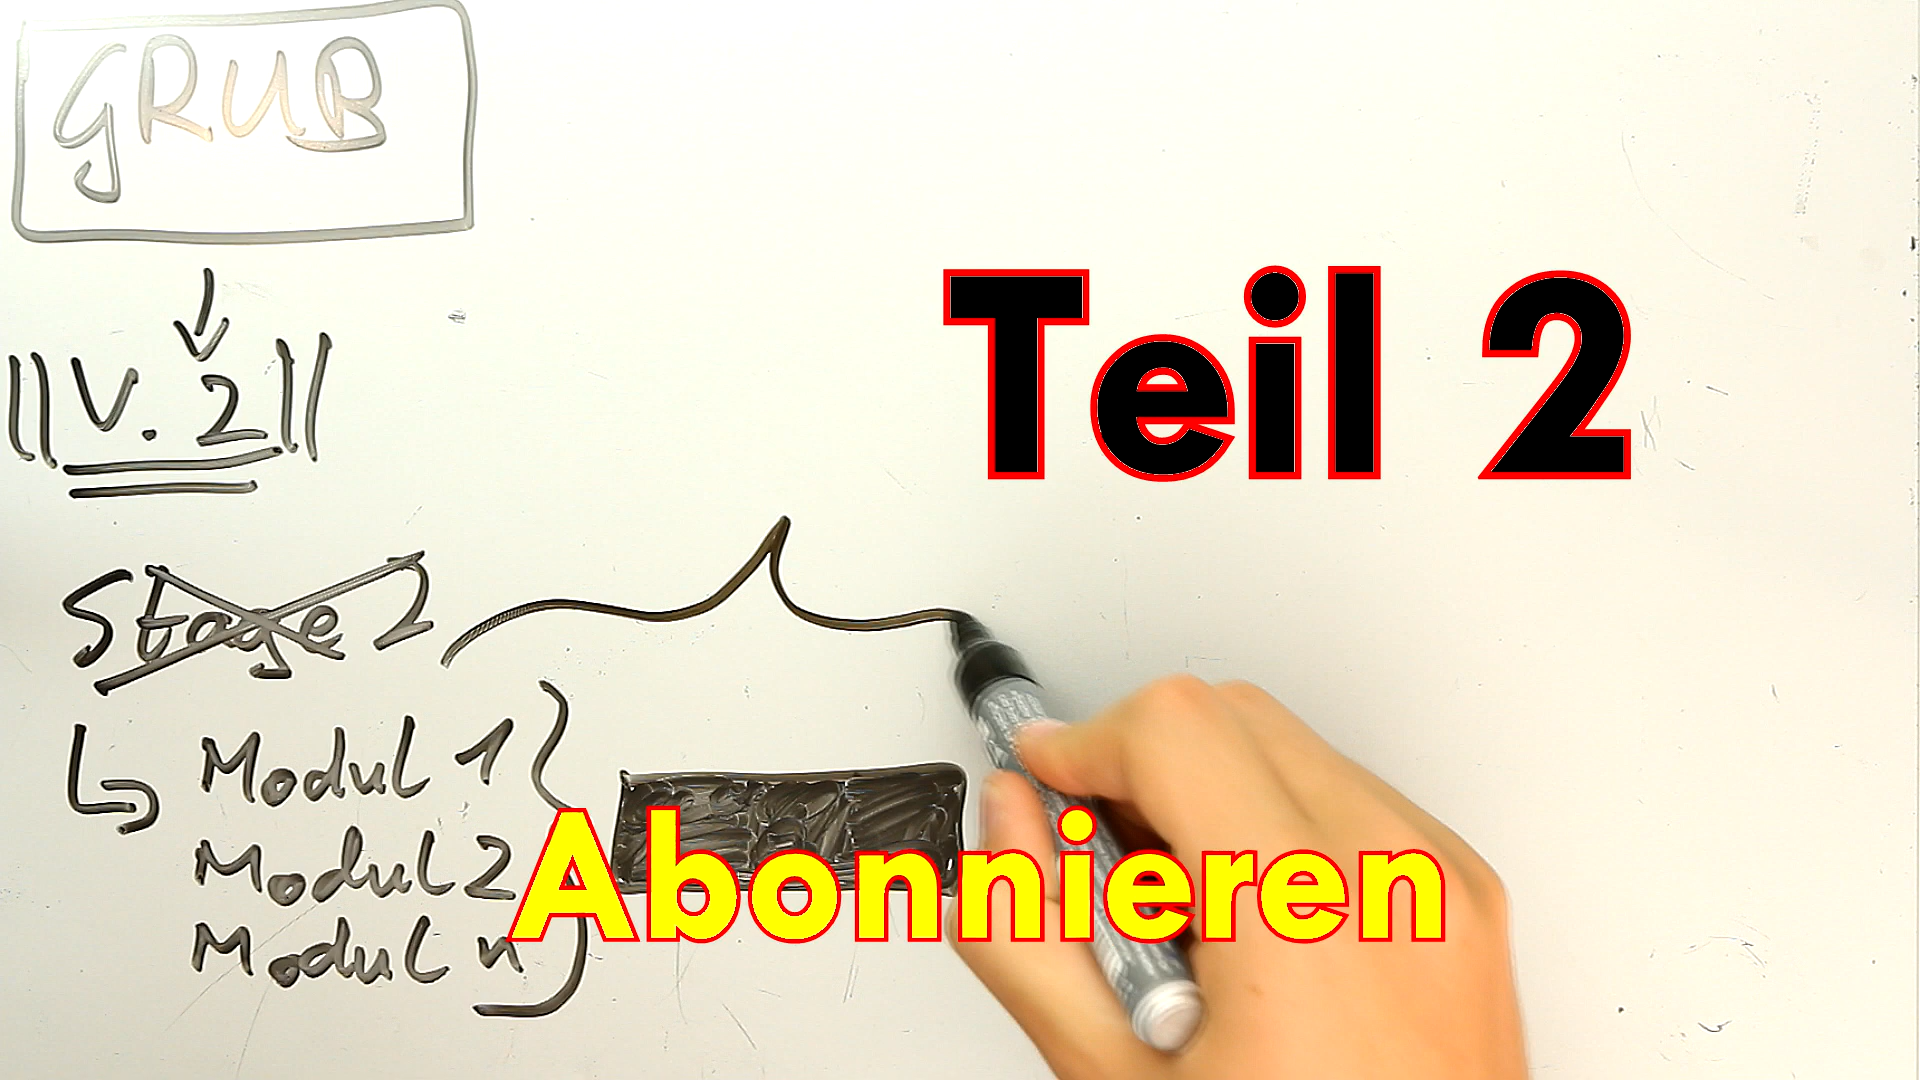 GRUB
V. 2
Stage 2
Modul 1
Modul 2
Modul n
Teil 2
Abonnieren